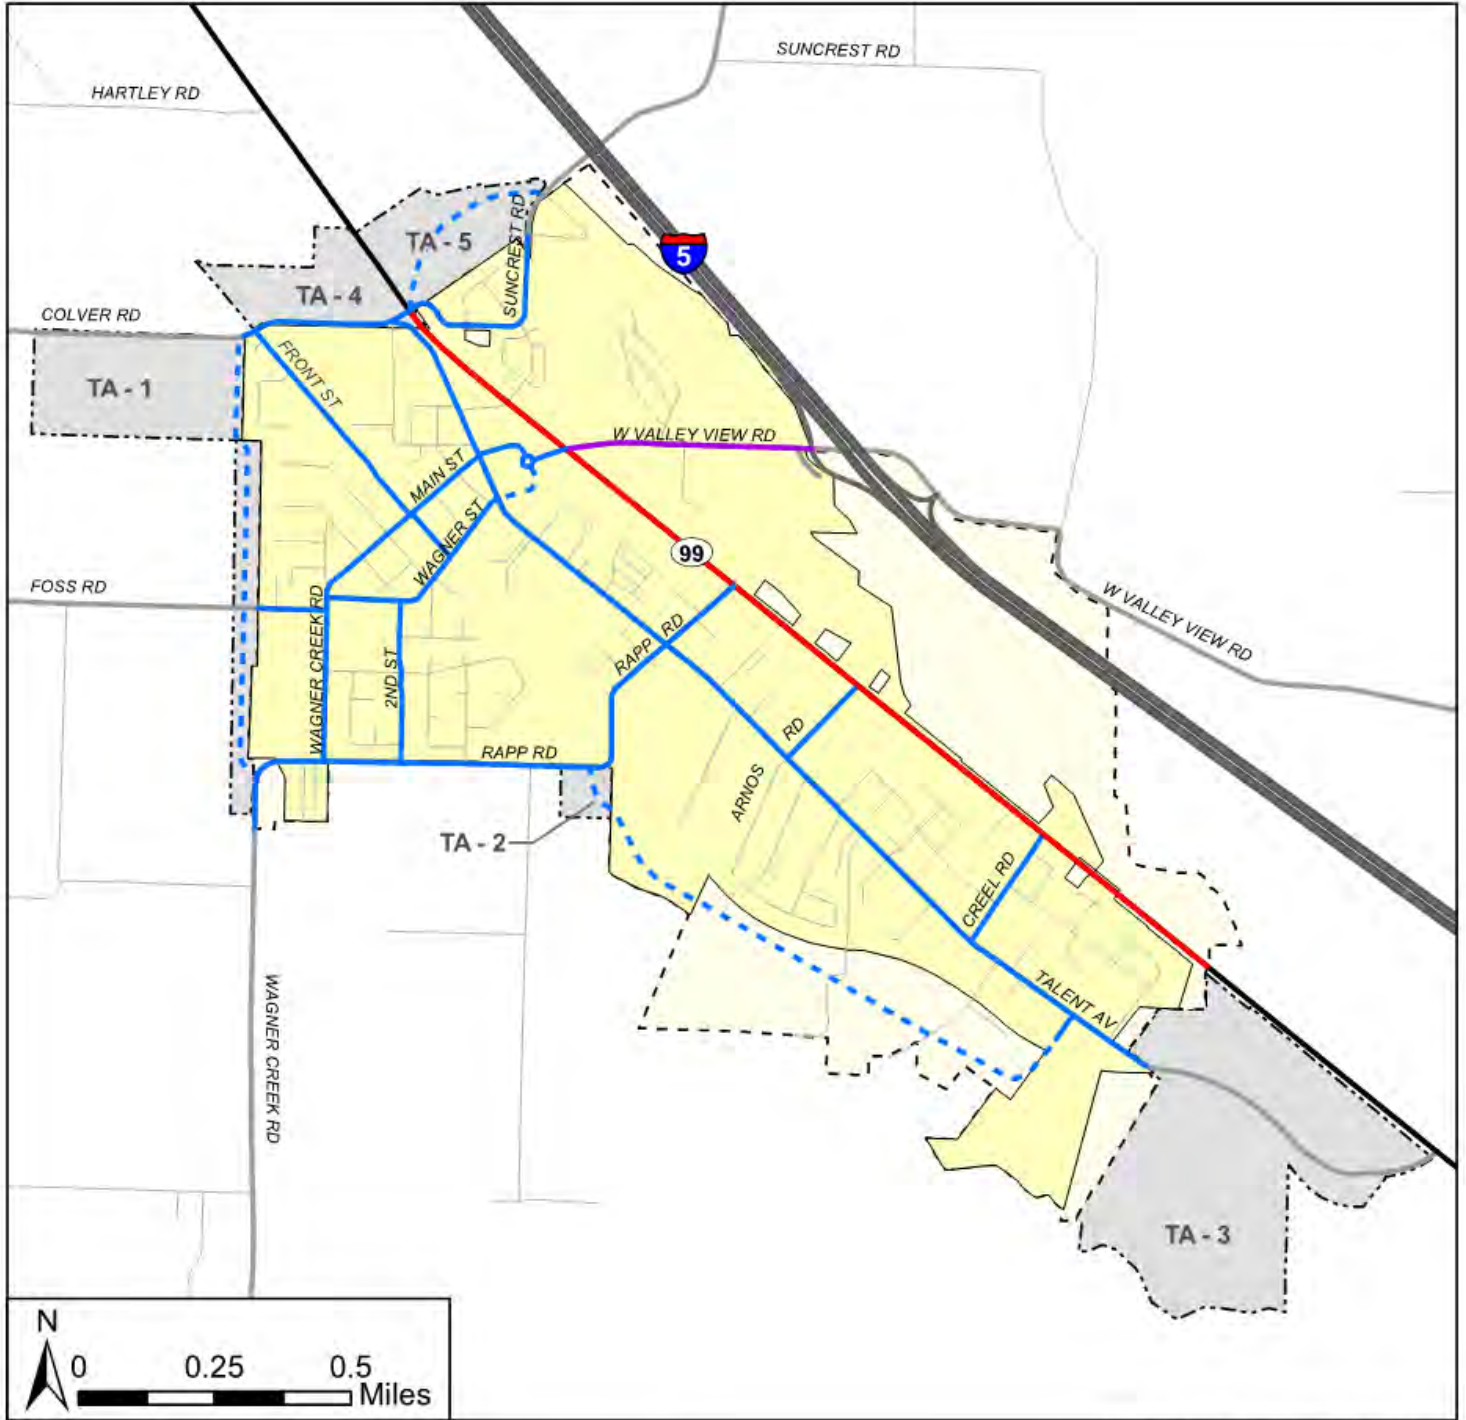 SUNCREST RD
HARTLEY RD
SUNCREST RD
TA - 5
5
TA - 4
COLVER RD
FRONT ST
TA - 1
W VALLEY VIEW RD
MAIN ST
WAGNER ST
99
FOSS RD
WAGNER CREEK RD
2ND ST
RAPP RD
W VALLEY VIEW RD
RAPP RD
ARNOS RD
TA - 2
CREEL RD
TALENT AV
WAGNER CREEK RD
TA - 3
N
0 0.25 0.5
Miles